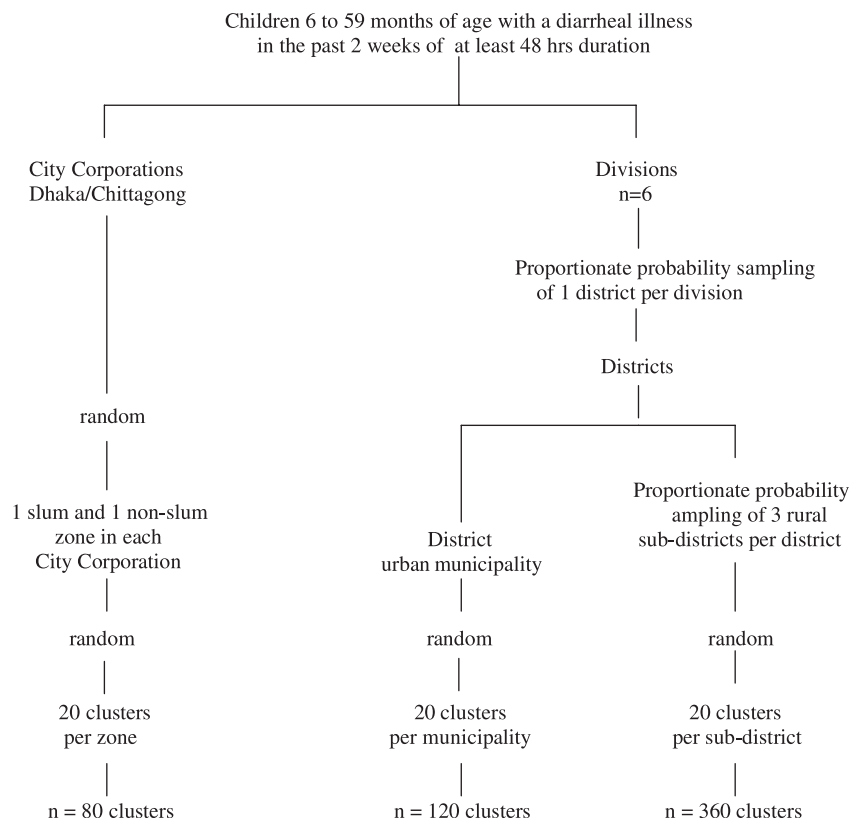 Children 6 to 59 months of age with a diarrheal illness
in the past 2 weeks of at least 48 hrs duration
City Corporations
Dhaka/Chittagong
Divisions
n=6
Proportionate probability sampling
of 1 district per division
Districts
random
1 slum and 1 non-slum
zone in each
City Corporation
District
urban municipality
Proportionate probability
ampling of 3 rural
sub-districts per district
random
random
random
20 clusters
per zone
20 clusters
per municipality
20 clusters
per sub-district
n = 80 clusters
n = 120 clusters
n = 360 clusters